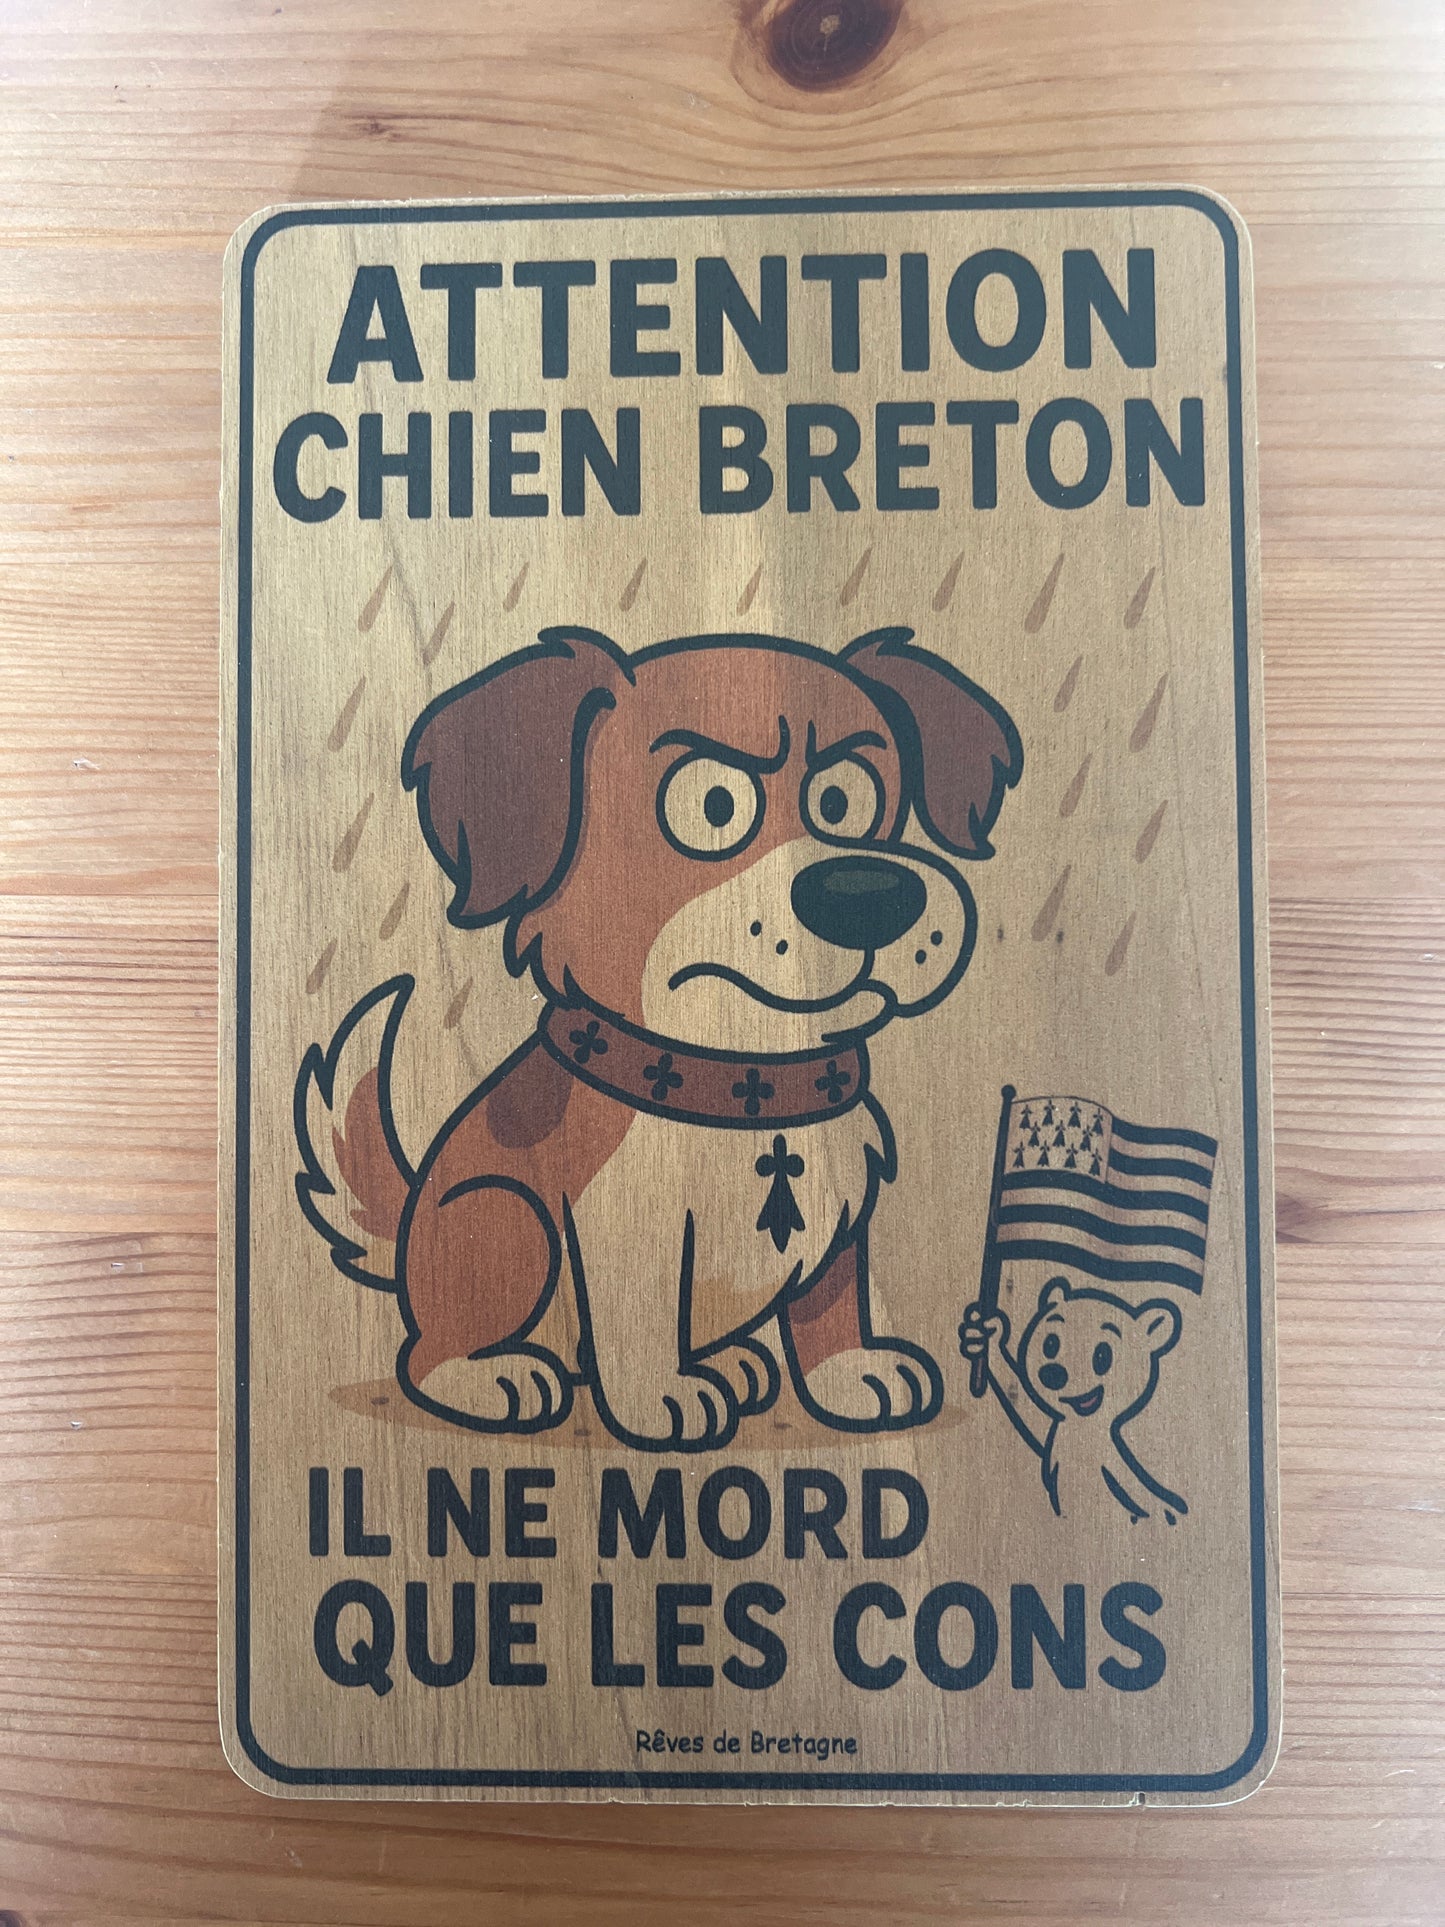 ATTENTION
CHIEN BRETON
IL NE MORD
QUE LES CONS
Rêves de Bretagne